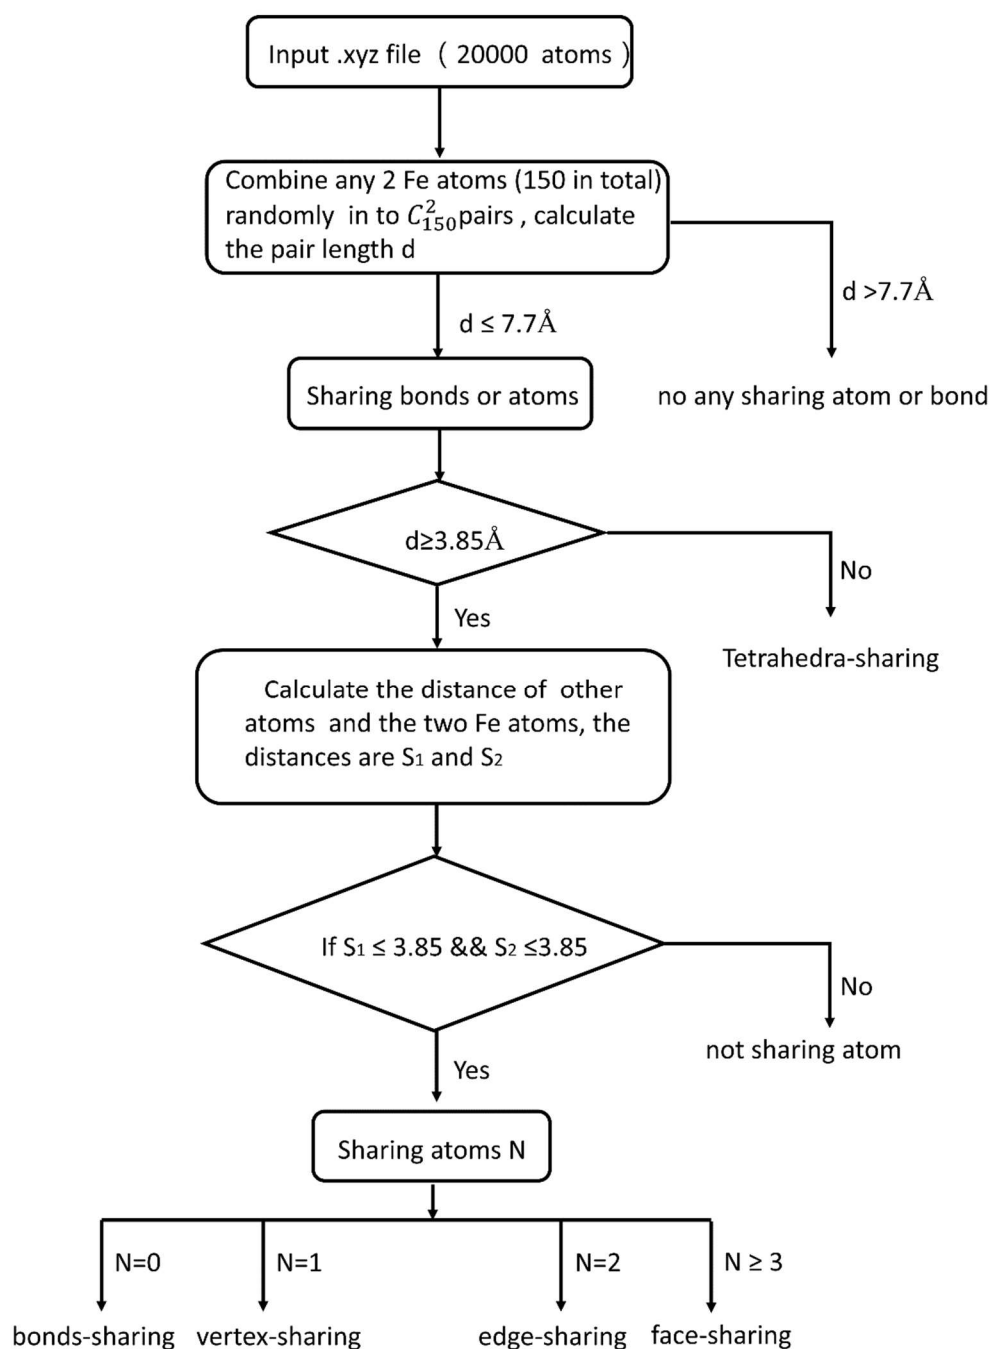 Input .xyz file ( 20000 atoms )
Combine any 2 Fe atoms (150 in total)
randomly in to $C_{150}^{2}$ pairs , calculate
the pair length d
d >7.7Å
d ≤ 7.7Å
Sharing bonds or atoms
no any sharing atom or bond
d≥3.85Å
No
Yes
Tetrahedra-sharing
Calculate the distance of other
atoms and the two Fe atoms, the
distances are S₁ and S₂
If S₁ ≤ 3.85 && S₂ ≤3.85
No
not sharing atom
Yes
Sharing atoms N
N=0 N=1 N=2 N ≥ 3
bonds-sharing vertex-sharing edge-sharing face-sharing